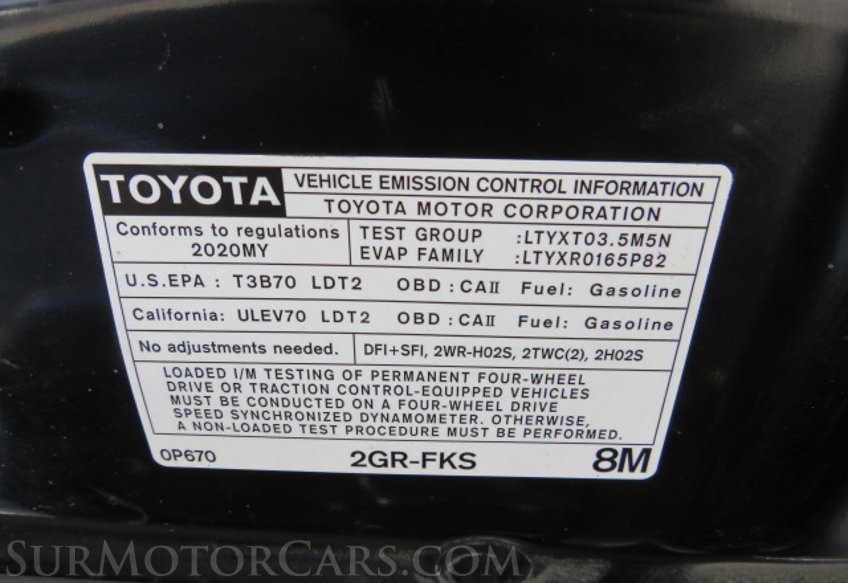 TOYOTA
VEHICLE EMISSION CONTROL INFORMATION
TOYOTA MOTOR CORPORATION
Conforms to regulations
2020MY
TEST GROUP :LTYXT03.5M5N
EVAP FAMILY :LTYXR0165P82
U.S.EPA : T3B70 LDT2 OBD : CAII Fuel: Gasoline
California: ULEV70 LDT2 OBD : CAII Fuel: Gasoline
No adjustments needed. DFI+SFI, 2WR-HO2S, 2TWC(2), 2HO2S
LOADED I/M TESTING OF PERMANENT FOUR-WHEEL
DRIVE OR TRACTION CONTROL-EQUIPPED VEHICLES
MUST BE CONDUCTED ON A FOUR-WHEEL DRIVE
SPEED SYNCHRONIZED DYNAMOMETER. OTHERWISE,
A NON-LOADED TEST PROCEDURE MUST BE PERFORMED.
0P670 2GR-FKS 8M
SURMOTORCARS.COM